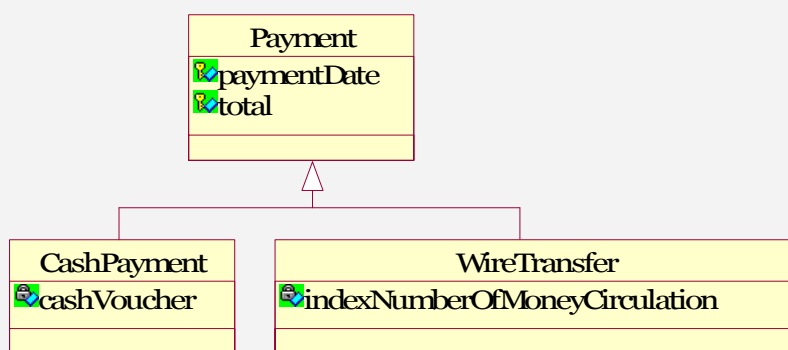 Payment
paymentDate
total
CashPayment
cashVoucher
WireTransfer
indexNumberOfMoneyCirculation